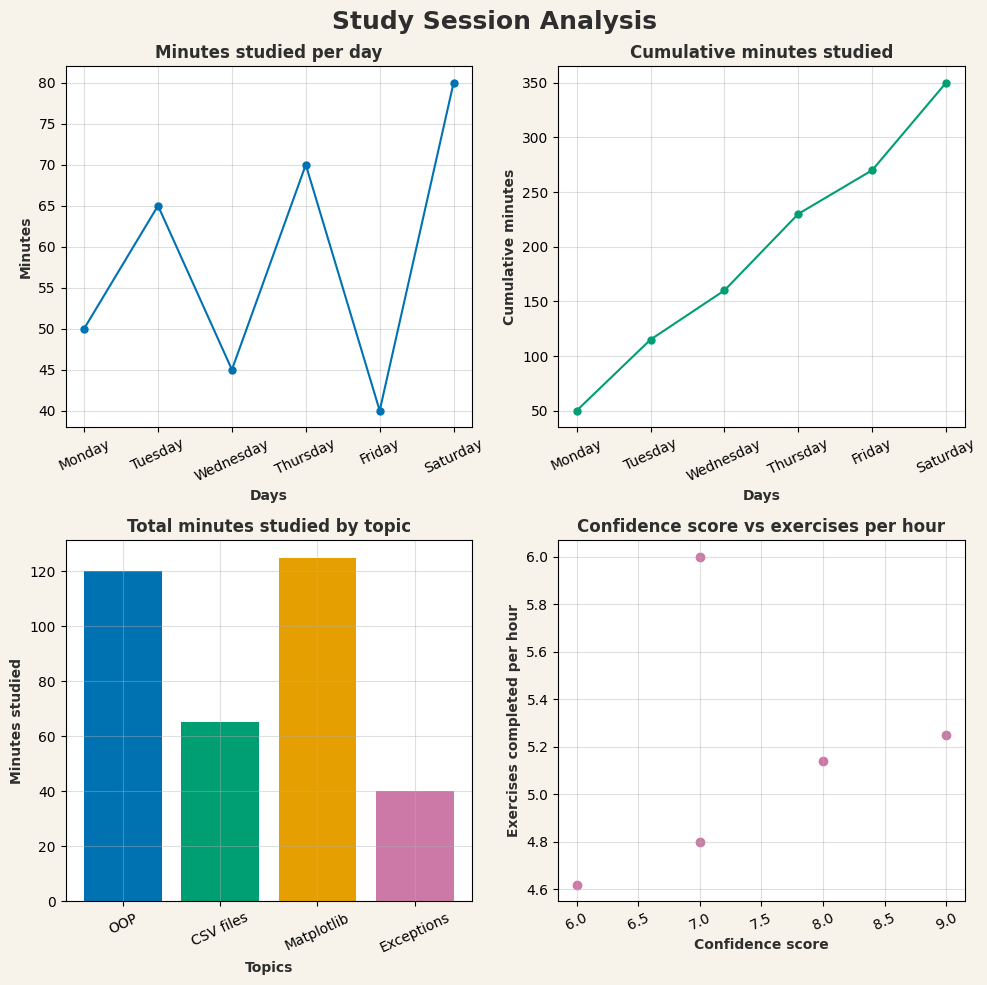 Study Session Analysis
Minutes studied per day
80
75
70
65
60
55
50
45
40
Minutes
Monday
Tuesday
Wednesday
Thursday
Friday
Saturday
Days
Cumulative minutes studied
350
300
250
200
150
100
50
Cumulative minutes
Monday
Tuesday
Wednesday
Thursday
Friday
Saturday
Days
Total minutes studied by topic
120
100
80
60
40
20
0
Minutes studied
OOP
CSV files
Matplotlib
Exceptions
Topics
Confidence score vs exercises per hour
6.0
5.8
5.6
5.4
5.2
5.0
4.8
4.6
Exercises completed per hour
6.0
6.5
7.0
7.5
8.0
8.5
9.0
Confidence score